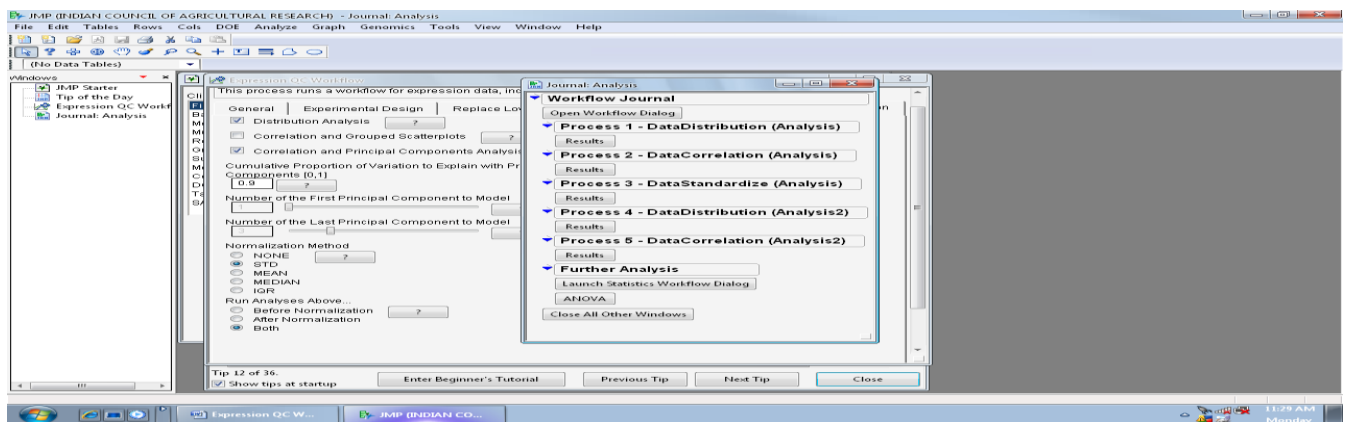 JMP (INDIAN COUNCIL OF AGRICULTURAL RESEARCH) - Journal: Analysis
File Edit Tables Rows Cols DOE Analyze Graph Genomics Tools View Window Help
(No Data Tables)
Windows
JMP Starter
Tip of the Day
Expression QC Workf
Journal: Analysis
Expression QC Workflow
This process runs a workflow for expression data, inc
General Experimental Design Replace Lo
Distribution Analysis ?
Correlation and Grouped Scatterplots ?
Correlation and Principal Components Analysi
Cumulative Proportion of Variation to Explain with Pr
Components [0,1]
0.9 ?
Number of the First Principal Component to Model
1
Number of the Last Principal Component to Model
3
Normalization Method
NONE ?
STD
MEAN
MEDIAN
IQR
Run Analyses Above...
Before Normalization ?
After Normalization
Both
Journal: Analysis
Workflow Journal
Open Workflow Dialog
Process 1 - DataDistribution (Analysis)
Results
Process 2 - DataCorrelation (Analysis)
Results
Process 3 - DataStandardize (Analysis)
Results
Process 4 - DataDistribution (Analysis2)
Results
Process 5 - DataCorrelation (Analysis2)
Results
Further Analysis
Launch Statistics Workflow Dialog
ANOVA
Close All Other Windows
Tip 12 of 36.
Show tips at startup Enter Beginner's Tutorial Previous Tip Next Tip Close
Expression QC W... JMP (INDIAN CO... 11:29 AM
Monday